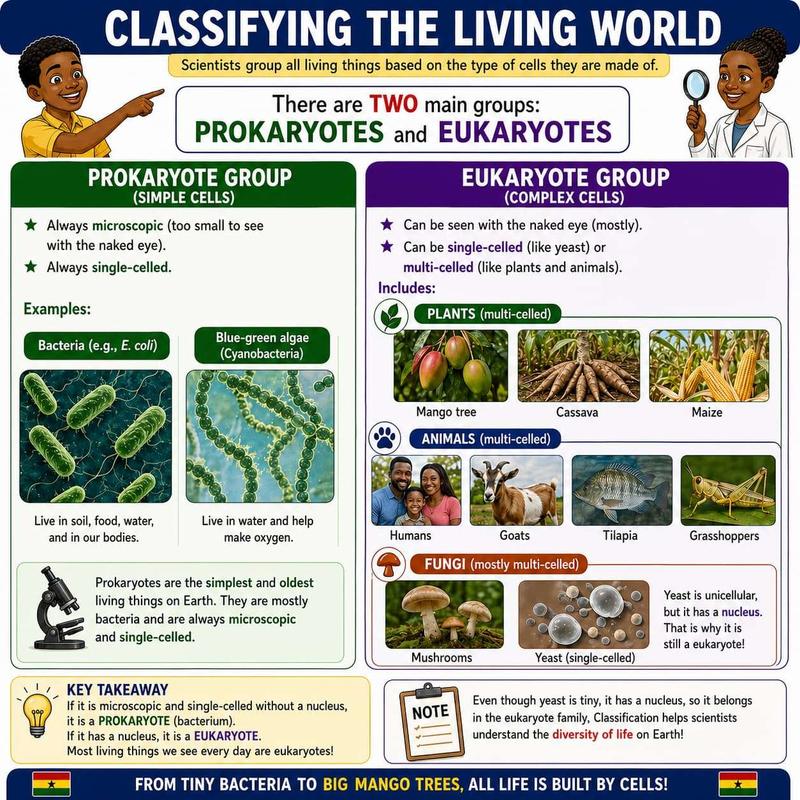 CLASSIFYING THE LIVING WORLD
Scientists group all living things based on the type of cells they are made of.
There are TWO main groups:
PROKARYOTES and EUKARYOTES
PROKARYOTE GROUP
(SIMPLE CELLS)
Always microscopic (too small to see
with the naked eye).
Always single-celled.
Examples:
Bacteria (e.g., E. coli)
Live in soil, food, water,
and in our bodies.
Blue-green algae
(Cyanobacteria)
Live in water and help
make oxygen.
Prokaryotes are the simplest and oldest
living things on Earth. They are mostly
bacteria and are always microscopic
and single-celled.
EUKARYOTE GROUP
(COMPLEX CELLS)
Can be seen with the naked eye (mostly).
Can be single-celled (like yeast) or
multi-celled (like plants and animals).
Includes:
PLANTS (multi-celled)
Mango tree
Cassava
Maize
ANIMALS (multi-celled)
Humans
Goats
Tilapia
Grasshoppers
FUNGI (mostly multi-celled)
Mushrooms
Yeast (single-celled)
Yeast is unicellular,
but it has a nucleus.
That is why it is
still a eukaryote!
KEY TAKEAWAY
If it is microscopic and single-celled without a nucleus,
it is a PROKARYOTE (bacterium).
If it has a nucleus, it is a EUKARYOTE.
Most living things we see every day are eukaryotes!
NOTE
Even though yeast is tiny, it has a nucleus, so it belongs
in the eukaryote family, Classification helps scientists
understand the diversity of life on Earth!
FROM TINY BACTERIA TO BIG MANGO TREES, ALL LIFE IS BUILT BY CELLS!